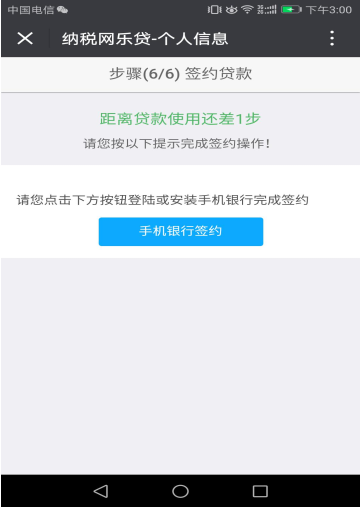 中国电信 下午3:00
纳税网乐贷-个人信息
步骤(6/6) 签约贷款
距离贷款使用还差1步
请您按以下提示完成签约操作!
请您点击下方按钮登陆或安装手机银行完成签约
手机银行签约